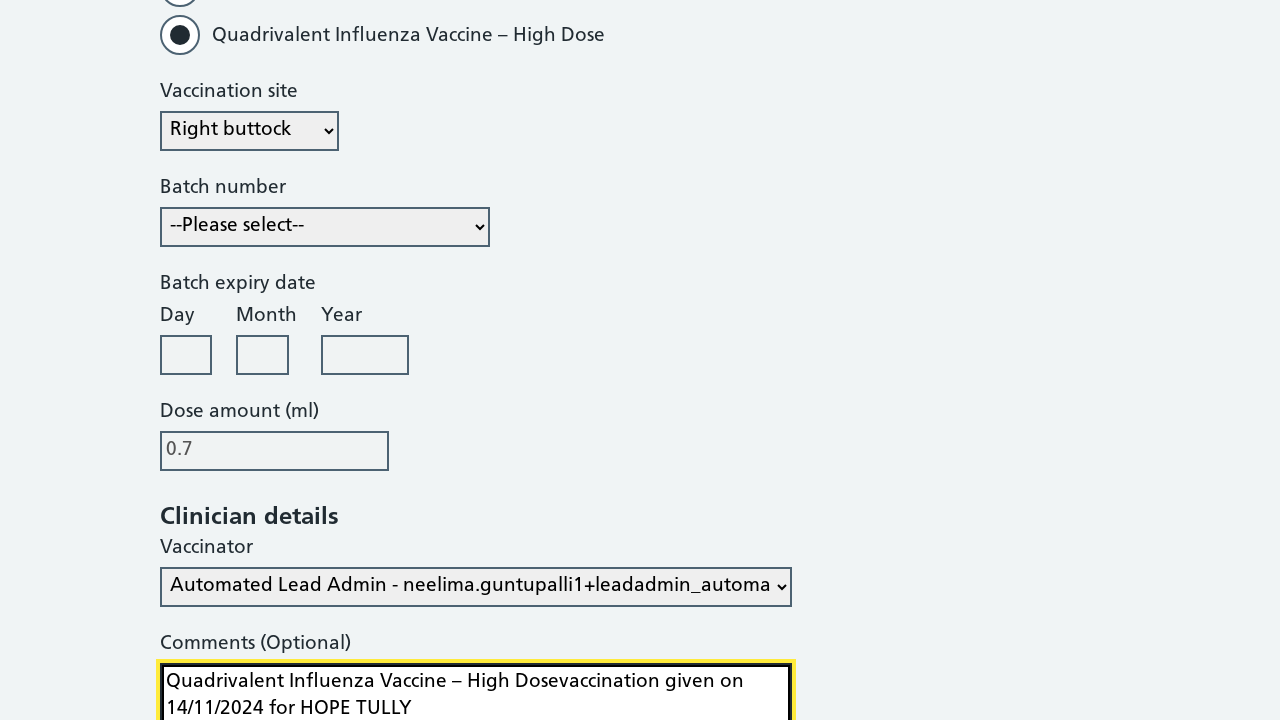 Quadrivalent Influenza Vaccine – High Dose
Vaccination site
Right buttock
Batch number
--Please select--
Batch expiry date
Day Month Year
Dose amount (ml)
0.7
Clinician details
Vaccinator
Automated Lead Admin - neelima.guntupalli1+leadadmin_automa
Comments (Optional)
Quadrivalent Influenza Vaccine – High Dosevaccination given on
14/11/2024 for HOPE TULLY